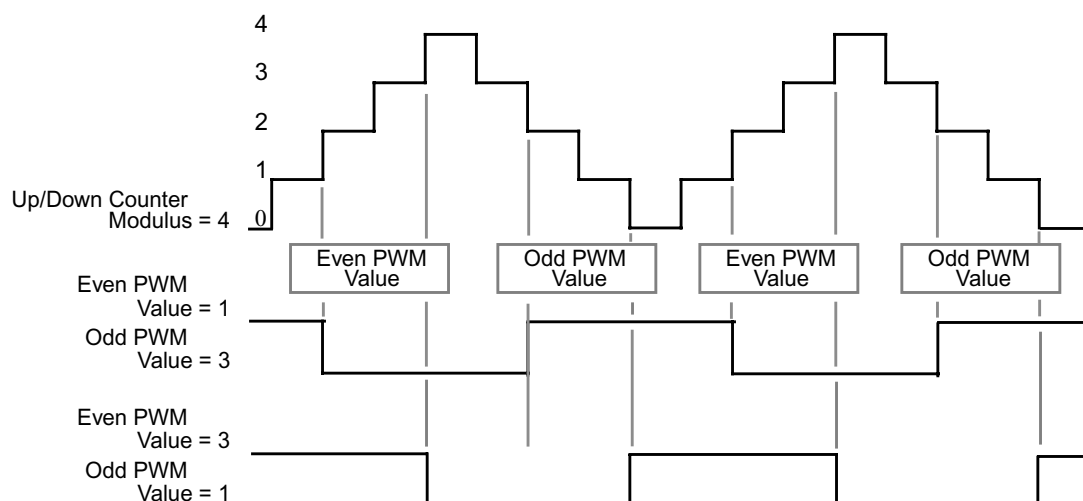 4
3
2
1
Up/Down Counter
Modulus = 4
0
Even PWM
Value
Odd PWM
Value
Even PWM
Value
Odd PWM
Value
Even PWM
Value = 1
Odd PWM
Value = 3
Even PWM
Value = 3
Odd PWM
Value = 1